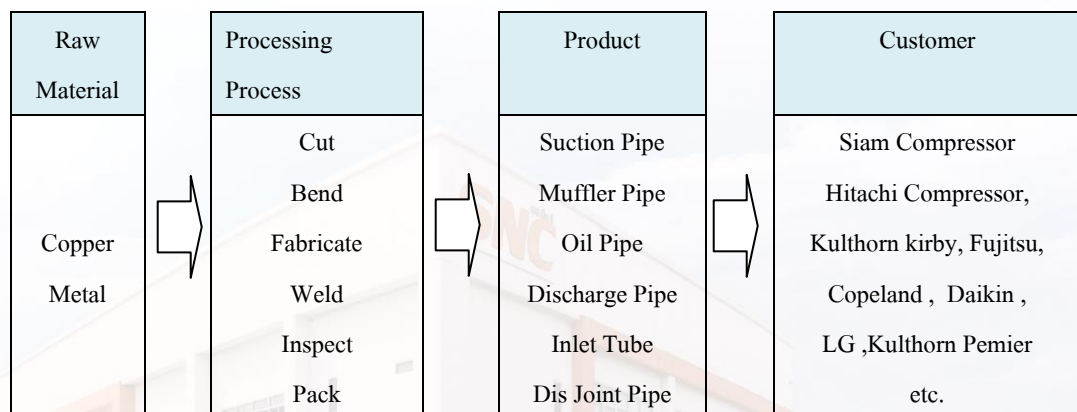 Raw
Material
Copper
Metal
Processing
Process
Cut
Bend
Fabricate
Weld
Inspect
Pack
Product
Suction Pipe
Muffler Pipe
Oil Pipe
Discharge Pipe
Inlet Tube
Dis Joint Pipe
Customer
Siam Compressor
Hitachi Compressor,
Kulthorn kirby, Fujitsu,
Copeland , Daikin ,
LG ,Kulthorn Pemier
etc.
SNC